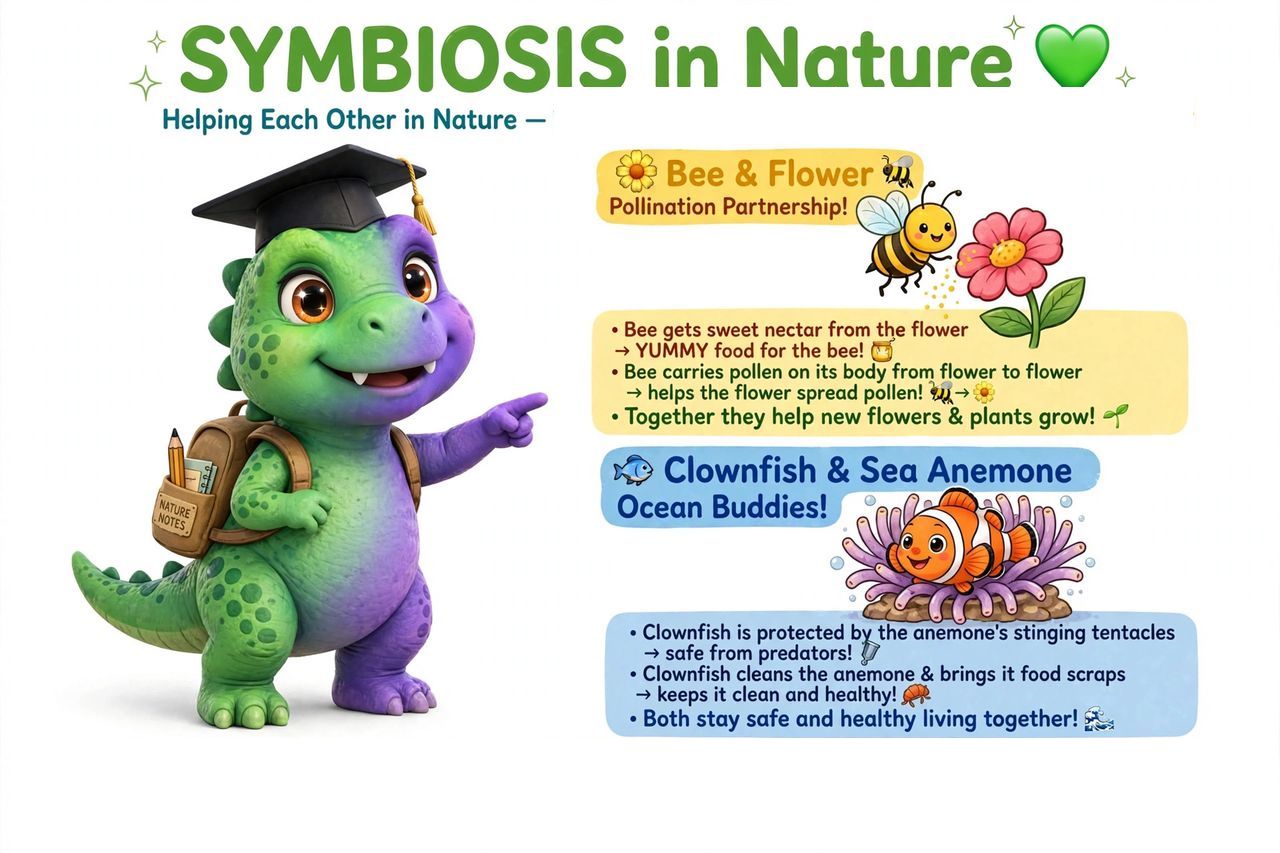 SYMBIOSIS in Nature
Helping Each Other in Nature —
Bee & Flower
Pollination Partnership!
• Bee gets sweet nectar from the flower
→ YUMMY food for the bee!
• Bee carries pollen on its body from flower to flower
→ helps the flower spread pollen! →
• Together they help new flowers & plants grow!
NATURE
NOTES
Clownfish & Sea Anemone
Ocean Buddies!
• Clownfish is protected by the anemone's stinging tentacles
→ safe from predators!
• Clownfish cleans the anemone & brings it food scraps
→ keeps it clean and healthy!
• Both stay safe and healthy living together!